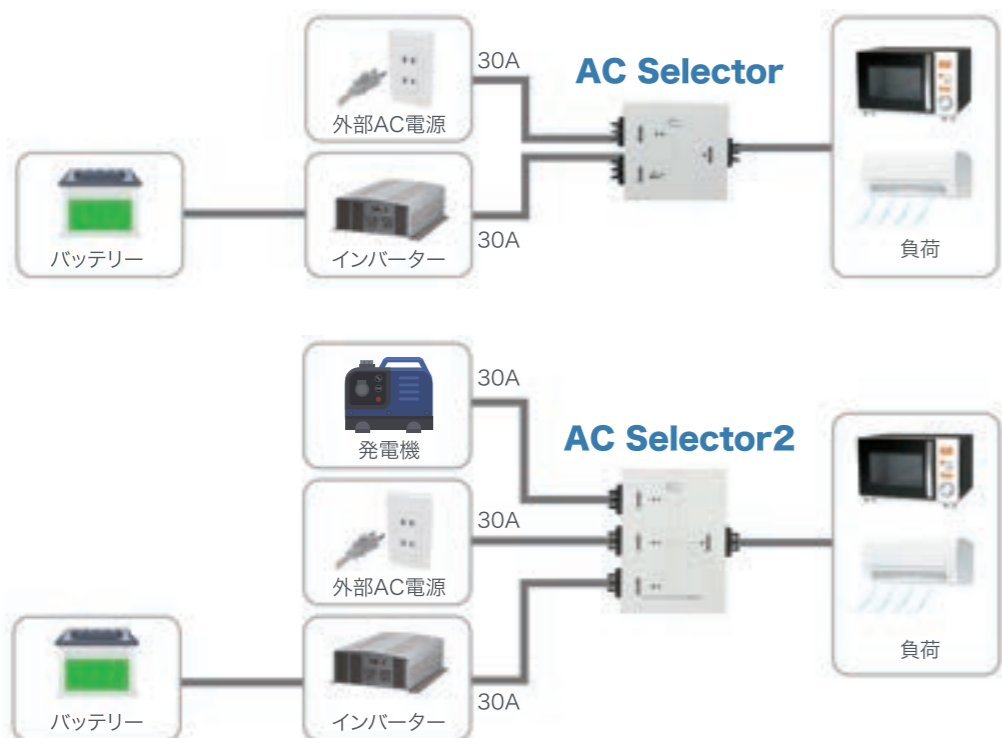 30A
AC Selector
外部AC電源
バッテリー
インバーター
30A
負荷
30A
AC Selector2
発電機
30A
外部AC電源
負荷
バッテリー
インバーター
30A